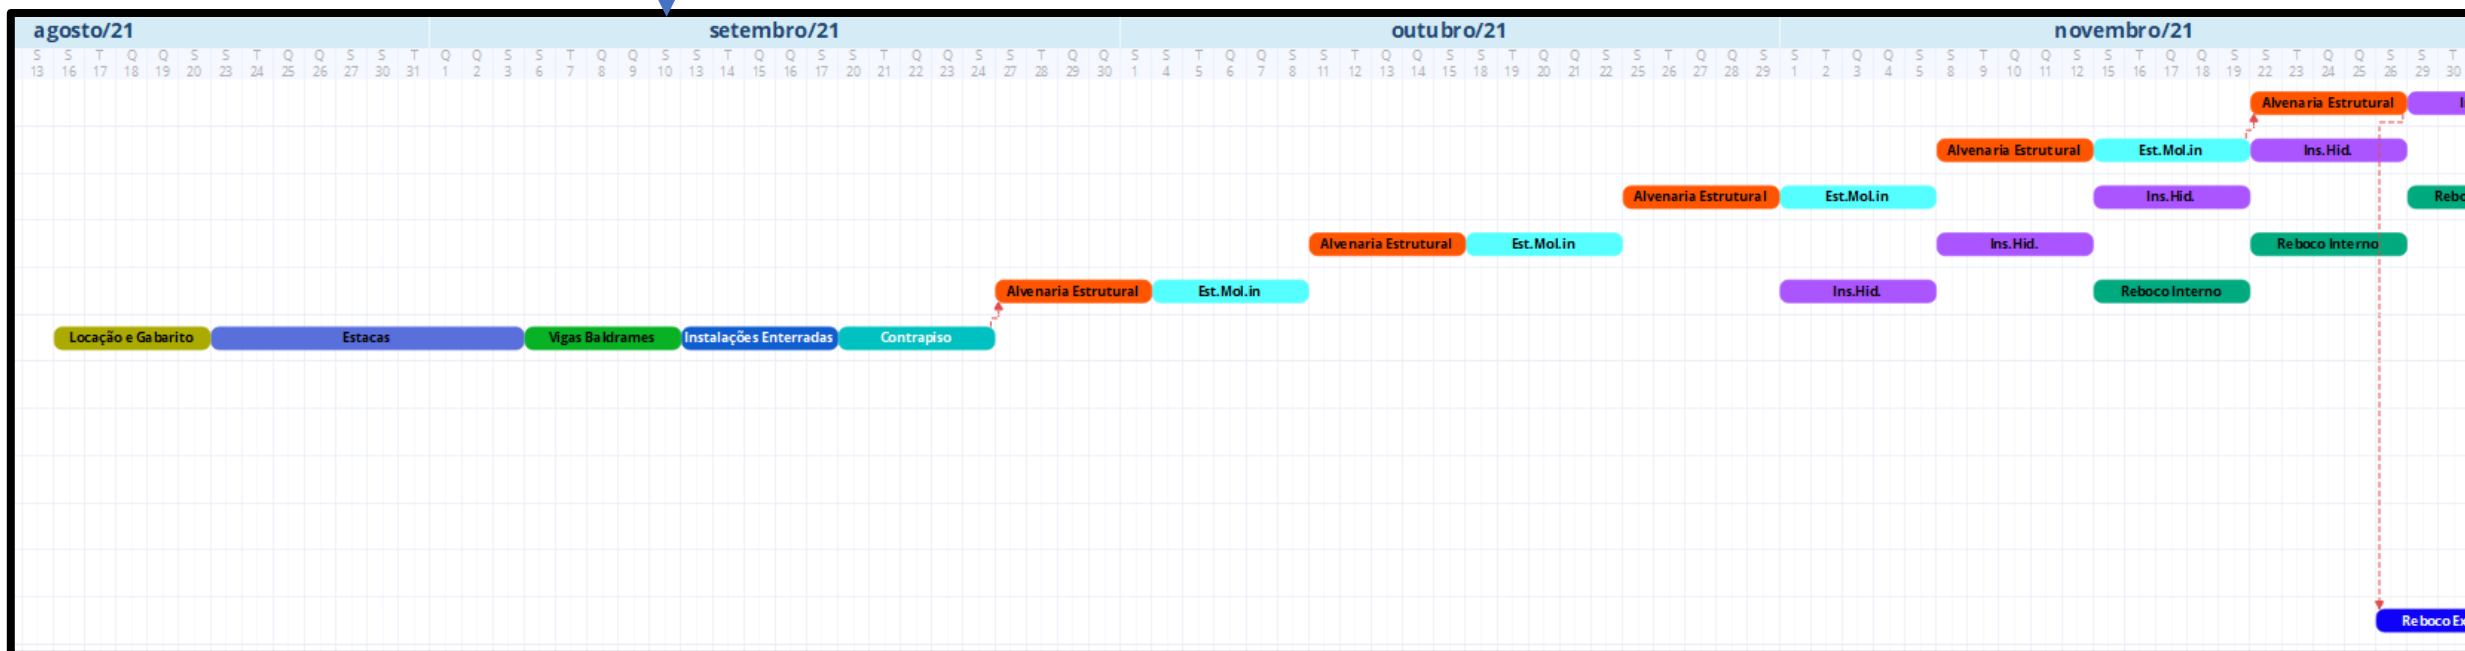 agosto/21 setembro/21 outubro/21 novembro/21
S S T Q Q S S T Q Q S S T Q Q S S T Q Q S S T Q Q S S T Q Q S S T Q Q S S T Q Q S S T Q Q S S T Q Q S S T Q Q S S T Q Q S S T Q Q S S T Q Q S S T Q Q S S T
13 16 17 18 19 20 23 24 25 26 27 30 31 1 2 3 6 7 8 9 10 13 14 15 16 17 20 21 22 23 24 27 28 29 30 1 4 5 6 7 8 11 12 13 14 15 18 19 20 21 22 25 26 27 28 29 1 2 3 4 5 8 9 10 11 12 15 16 17 18 19 22 23 24 25 26 29 30
Alvenaria Estrutural
Alvenaria Estrutural Est.Mol.in Ins.Hid.
Alvenaria Estrutural Est.Mol.in Ins.Hid. Rebo
Alvenaria Estrutural Est.Mol.in Ins.Hid. Reboco Interno
Alvenaria Estrutural Est.Mol.in Ins.Hid. Reboco Interno
Locação e Gabarito Estacas Vigas Baldrames Instalações Enterradas Contrapiso
Reboco Ex